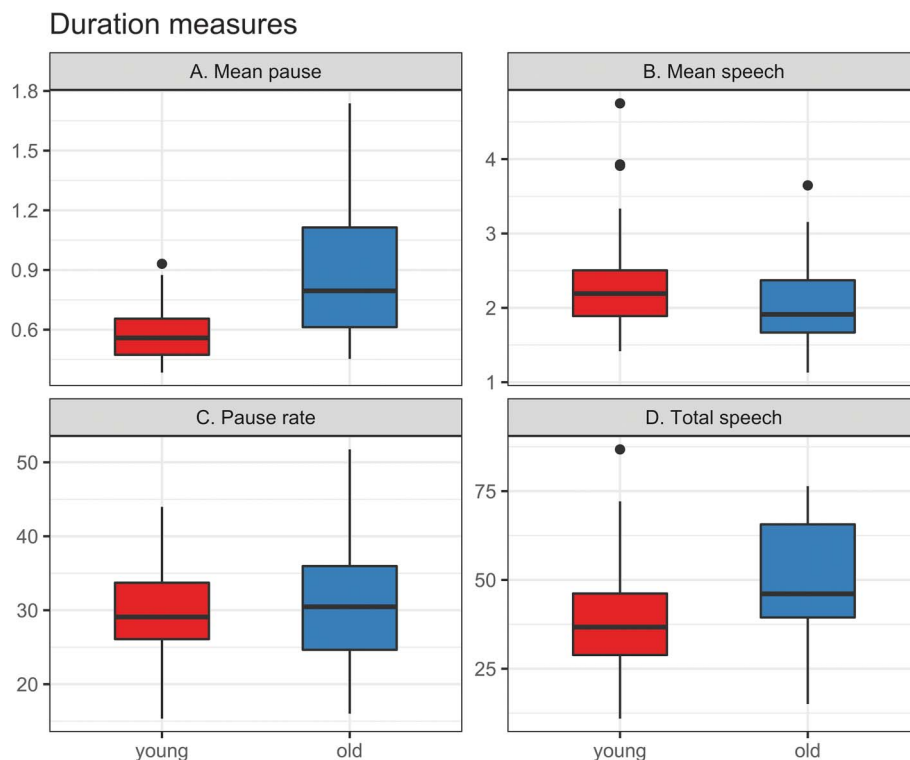 Duration measures
A. Mean pause
B. Mean speech
1.8
1.5
1.2
0.9
0.6
4
3
2
1
C. Pause rate
D. Total speech
50
40
30
20
75
50
25
young old
young old